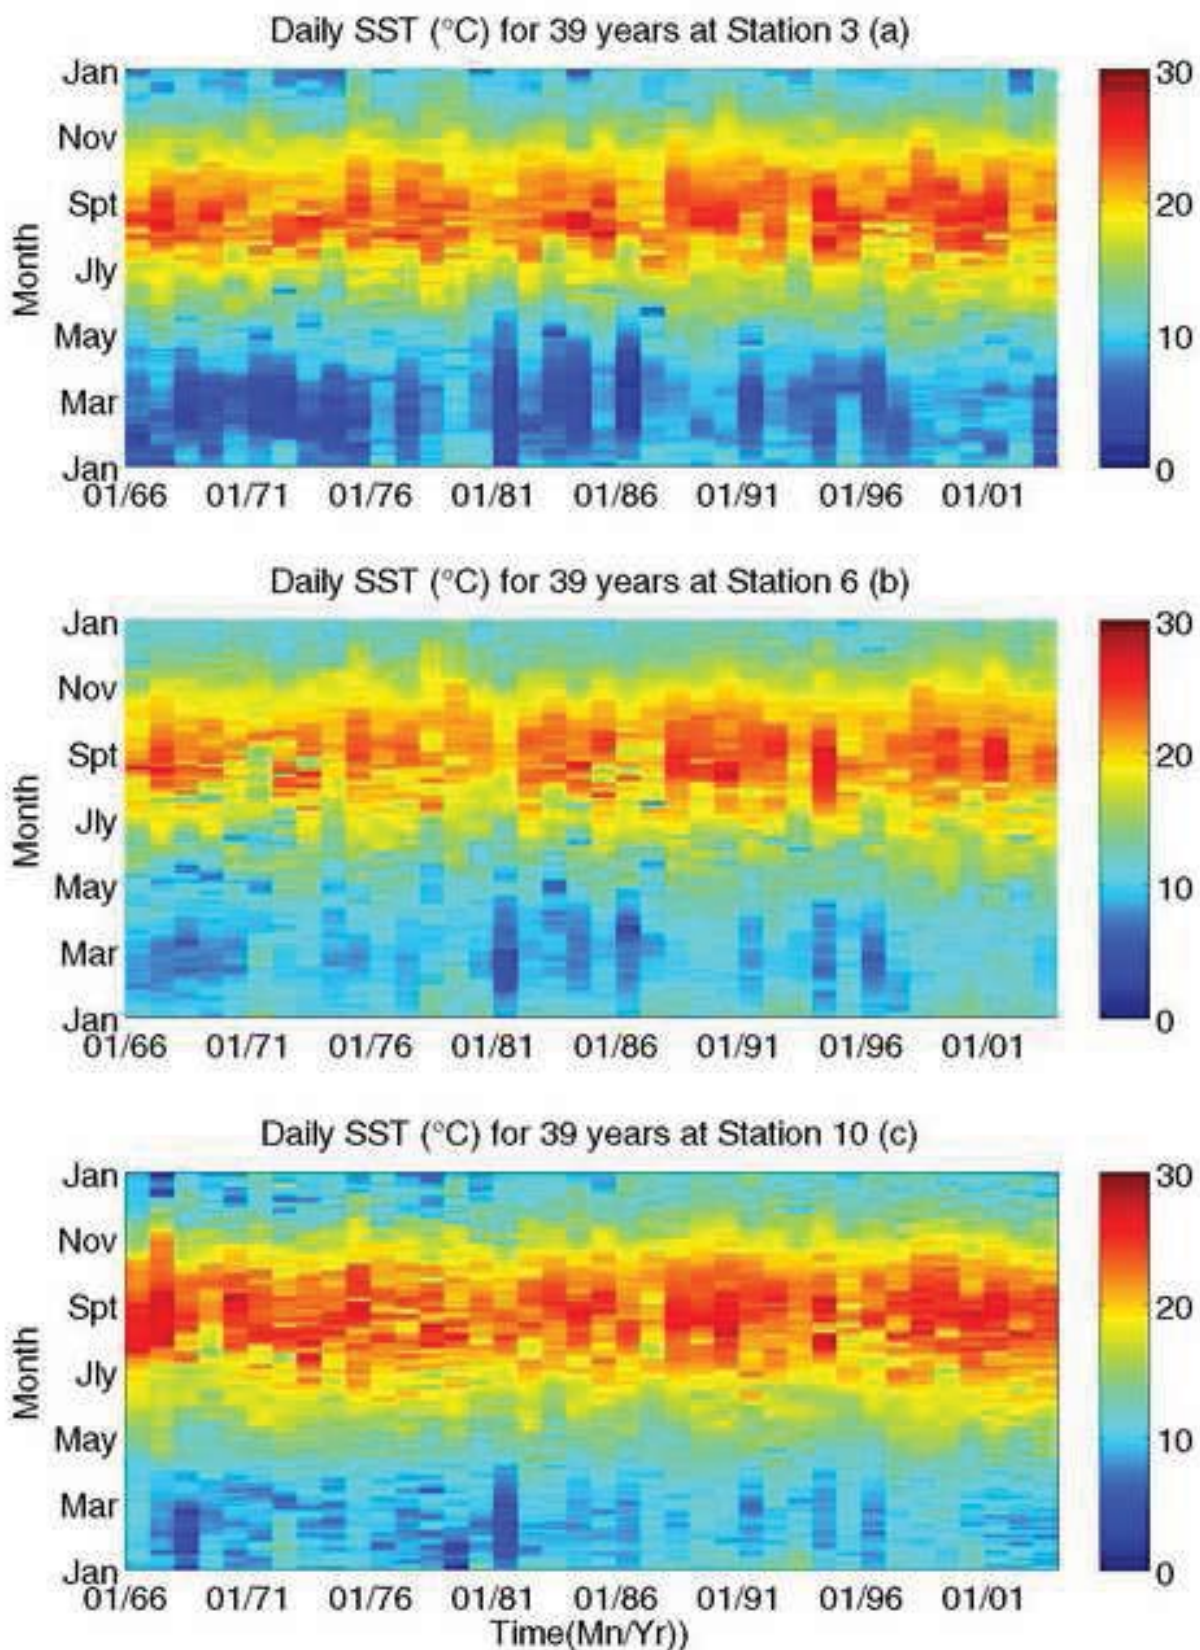 Daily SST (°C) for 39 years at Station 3 (a)
Jan
Nov
Spt
Jly
May
Mar
Jan
Month
01/66 01/71 01/76 01/81 01/86 01/91 01/96 01/01
30
20
10
0
Daily SST (°C) for 39 years at Station 6 (b)
Jan
Nov
Spt
Jly
May
Mar
Jan
Month
01/66 01/71 01/76 01/81 01/86 01/91 01/96 01/01
30
20
10
0
Daily SST (°C) for 39 years at Station 10 (c)
Jan
Nov
Spt
Jly
May
Mar
Jan
Month
01/66 01/71 01/76 01/81 01/86 01/91 01/96 01/01
30
20
10
0
Time(Mn/Yr))